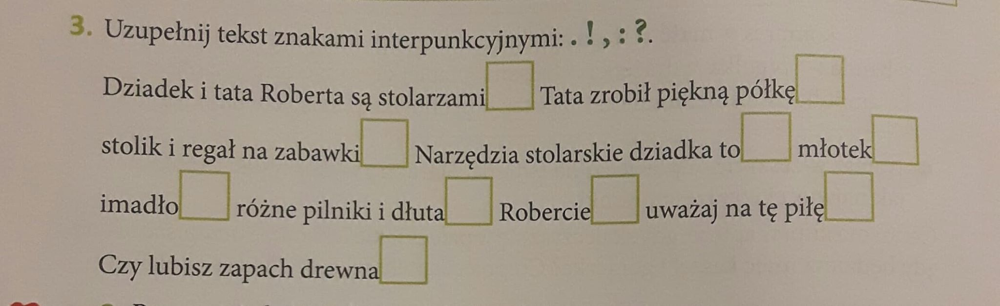 3. Uzupełnij tekst znakami interpunkcyjnymi: . ! , : ?.
Dziadek i tata Roberta są stolarzami Tata zrobił piękną półkę
stolik i regał na zabawki Narzędzia stolarskie dziadka to młotek
imadło różne pilniki i dłuta Robercie uważaj na tę piłę
Czy lubisz zapach drewna